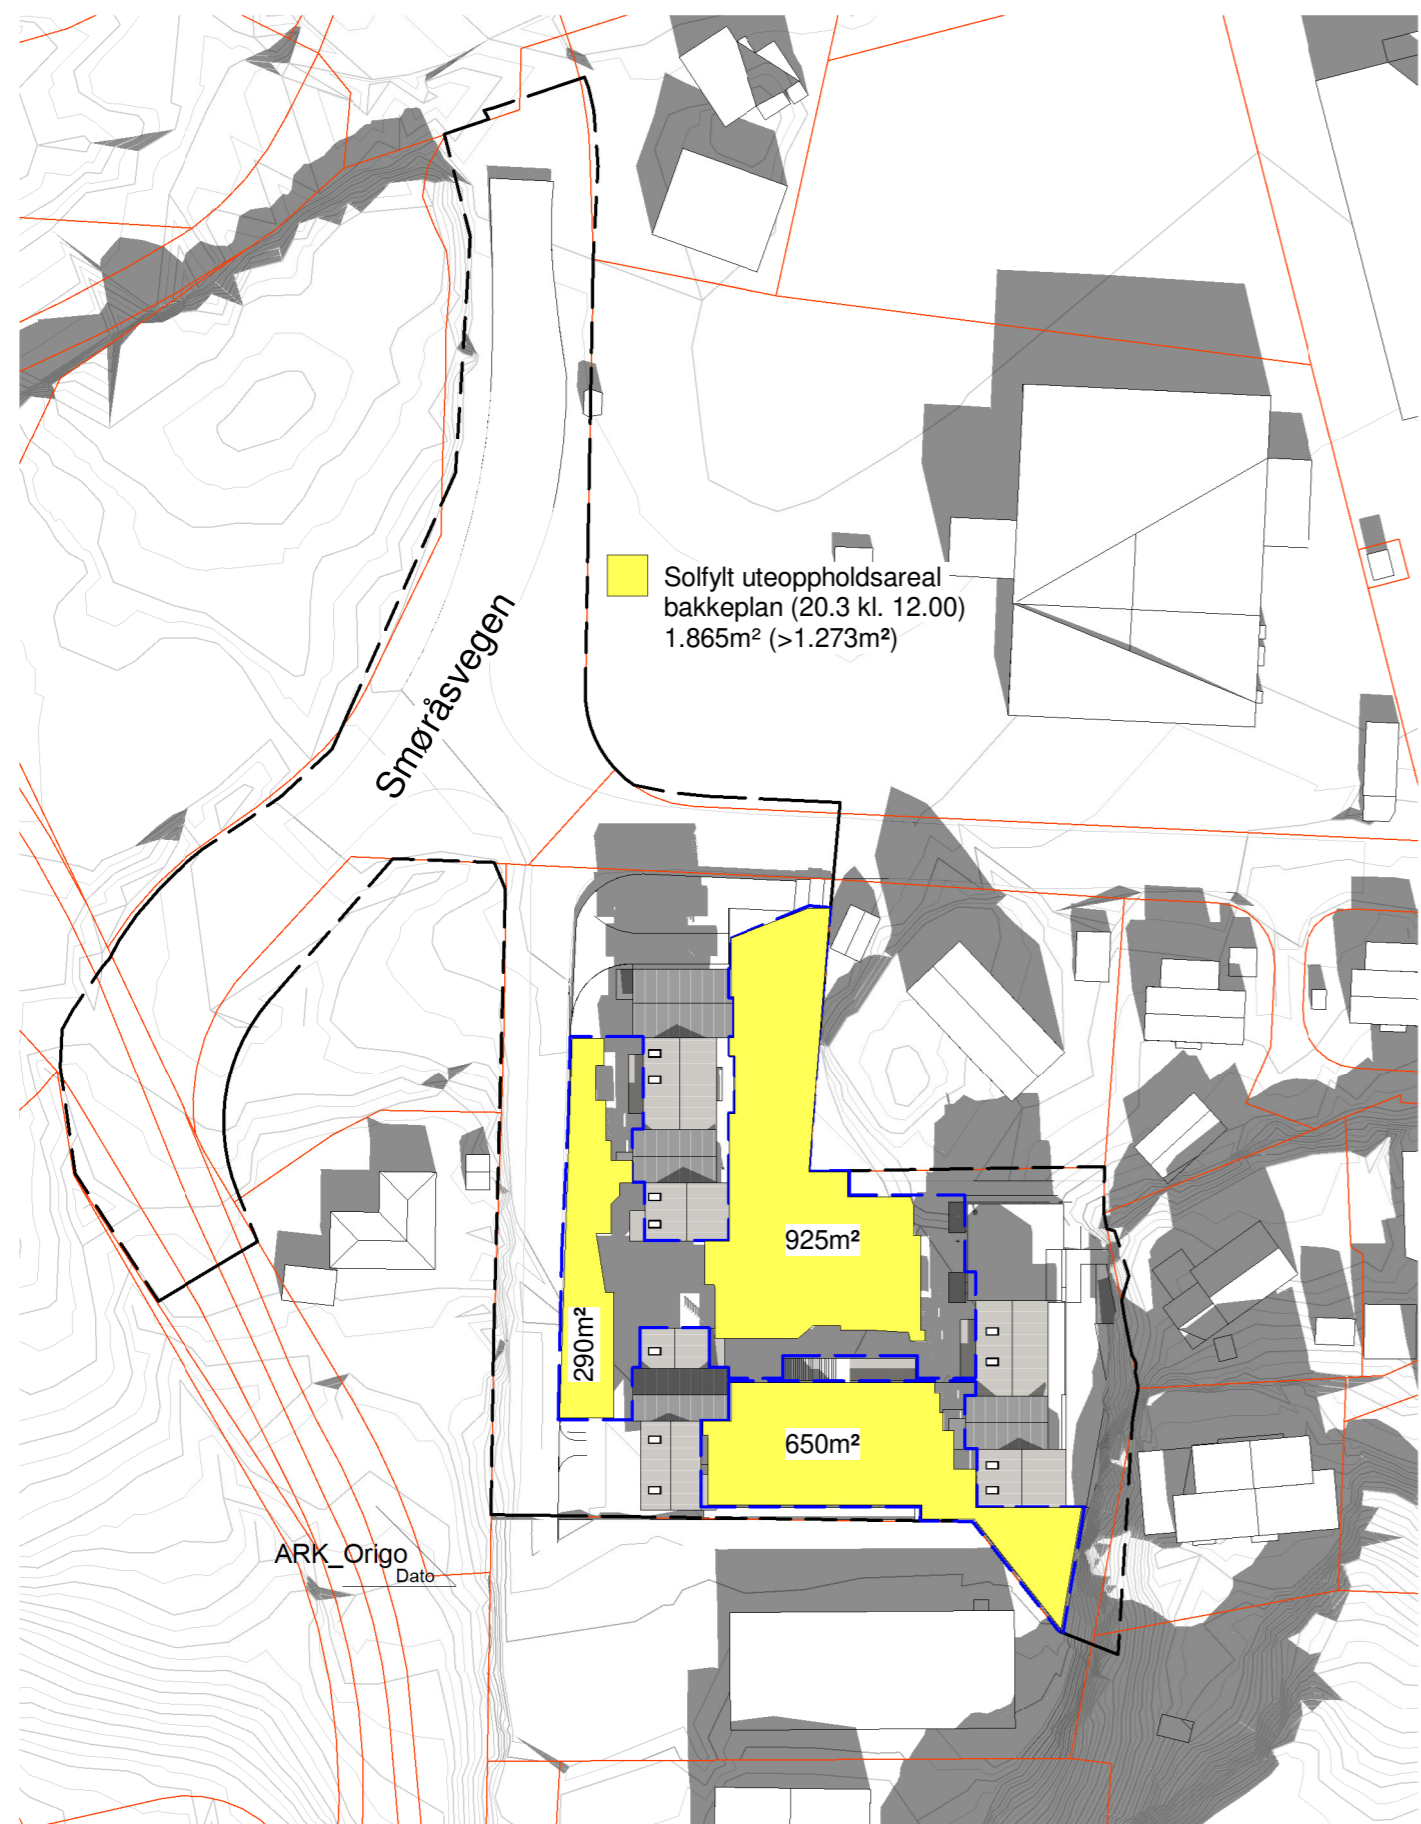 Solfylt uteoppholdsareal
bakkeplan (20.3 kl. 12.00)
1.865m² (>1.273m²)
Smøråsvegen
925m²
290m²
650m²
ARK_Origo
Dato